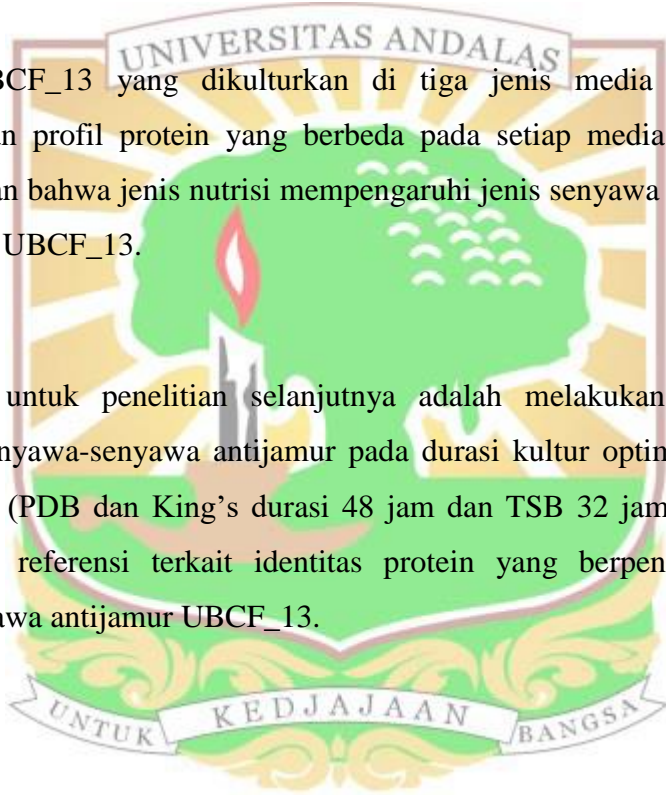 UNIVERSITAS ANDALAS
BCF_13 yang dikulturkan di tiga jenis media
n profil protein yang berbeda pada setiap media
an bahwa jenis nutrisi mempengaruhi jenis senyawa
UBCF_13.
untuk penelitian selanjutnya adalah melakukan
nyawa-senyawa antijamur pada durasi kultur optim
(PDB dan King’s durasi 48 jam dan TSB 32 jam
referensi terkait identitas protein yang berpen
awa antijamur UBCF_13.
UNTUK KEDJAJAAN BANGSA